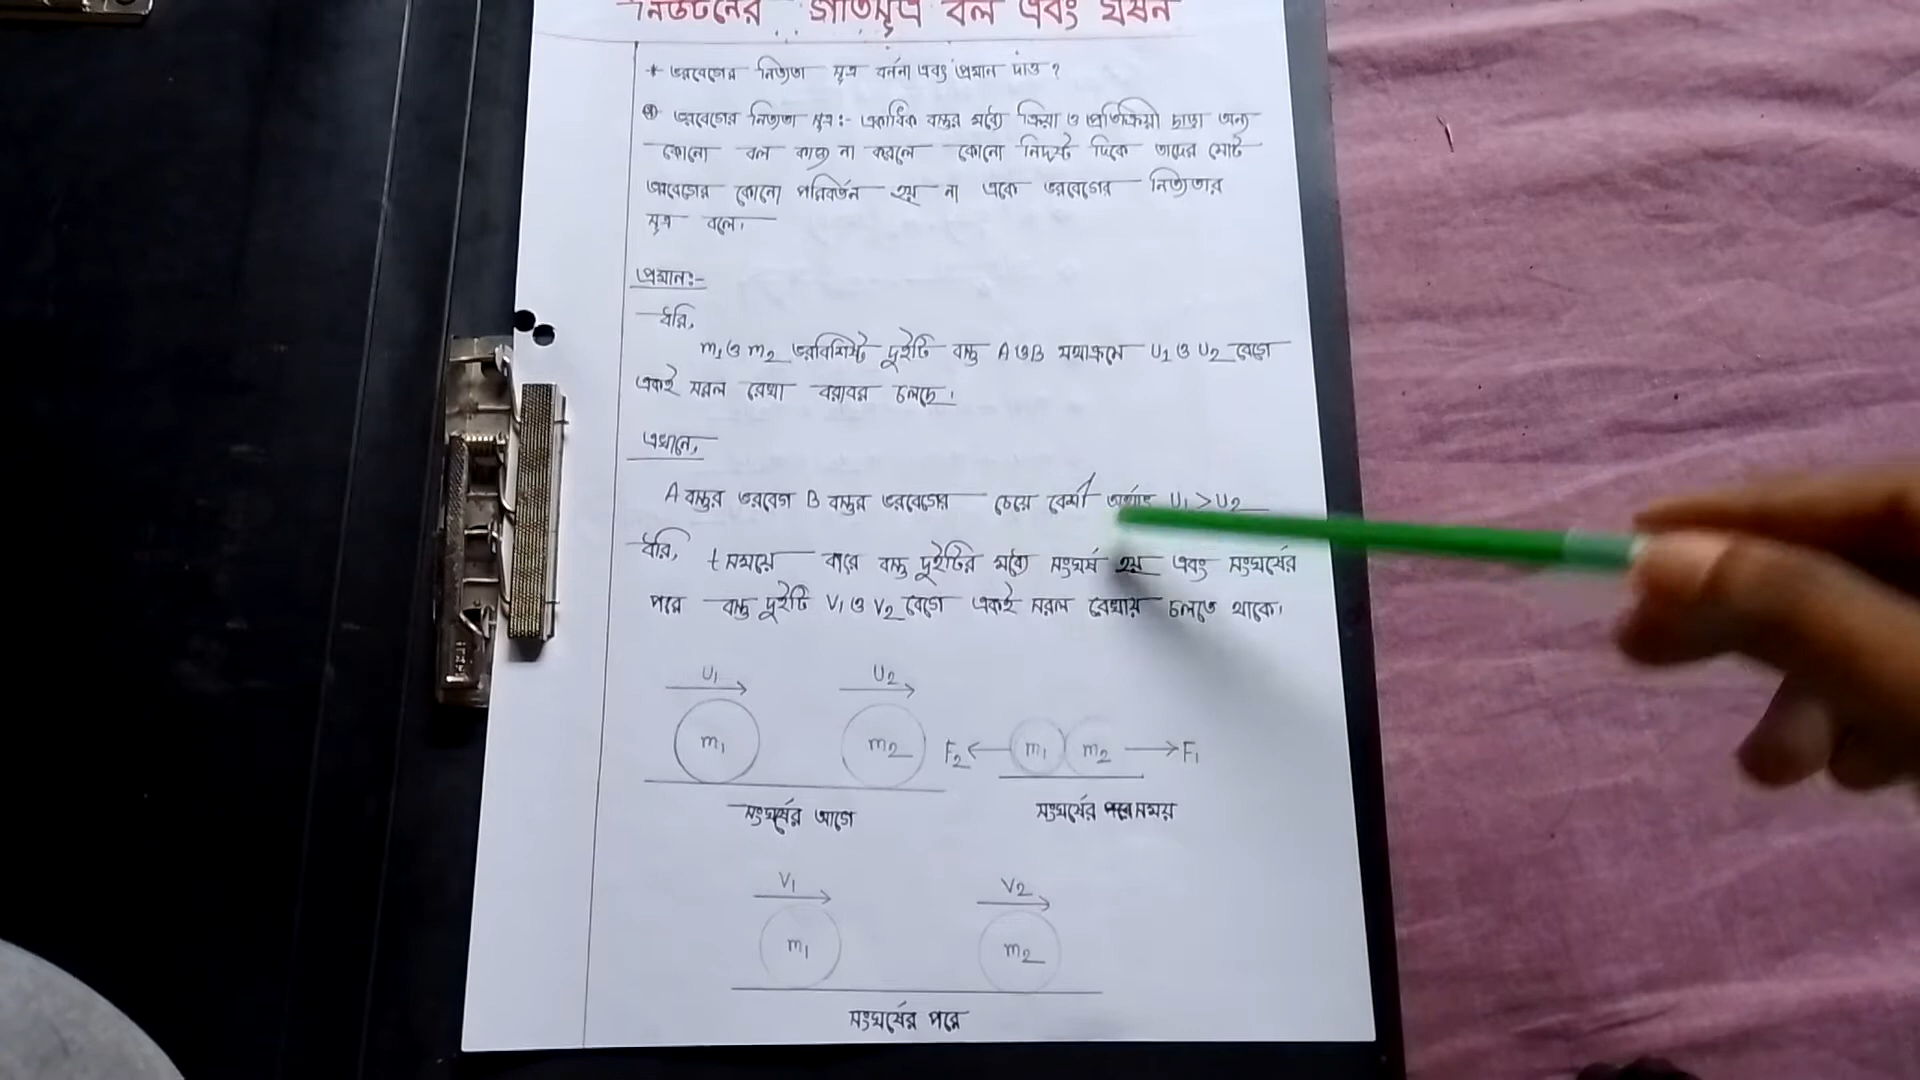 নিউটনের গতিসূত্র বল এবং ঘর্ষন
* ভরবেগের নিত্যতা সূত্র বর্ননা এবং প্রমান দাও ?
ভরবেগের নিত্যতা সূত্র:- একাধিক বস্তুর মধ্যে ক্রিয়া ও প্রতিক্রিয়া ছাড়া অন্য
কোনো বল কাজ না করলে কোনো নিদৃষ্ট দিকে তাদের মোট
ভরবেগের কোনো পরিবর্তন হয় না একে ভরবেগের নিত্যতার
সূত্র বলে।
প্রমান:-
ধরি,
m₁ ও m₂ ভরবিশিষ্ট দুইটি বস্তু A ও B যথাক্রমে U₁ ও U₂ বেগে
একই সরল রেখা বরাবর চলছে।
এখানে,
A বস্তুর ভরবেগ B বস্তুর ভরবেগের চেয়ে বেশী অর্থাৎ U₁ > U₂
ধরি, t সময়ে বারে বস্তু দুইটির মধ্যে সংঘর্ষ হয় এবং সংঘর্ষের
পরে বস্তু দুইটি V₁ ও V₂ বেগে একই সরল রেখায় চলতে থাকে।
U₁ U₂
m₁ m₂ F₂ m₁ m₂ F₁
সংঘর্ষের আগে সংঘর্ষের সময়
V₁ V₂
m₁ m₂
সংঘর্ষের পরে